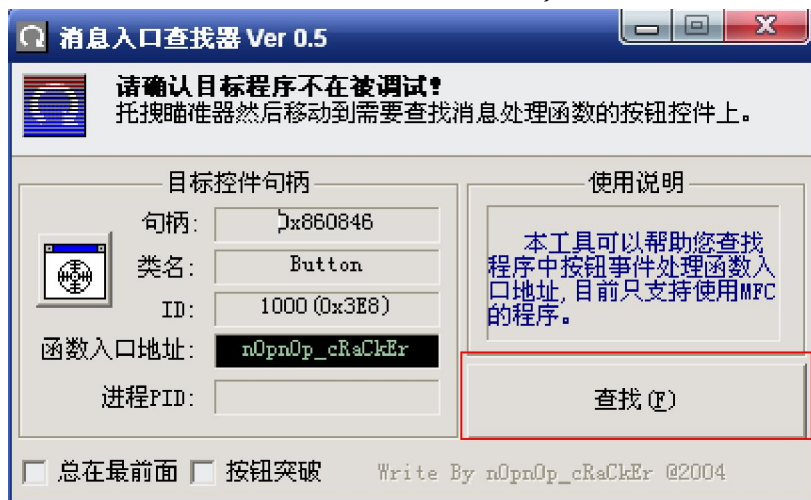 消息入口查找器 Ver 0.5
请确认目标程序不在被调试!
托拽瞄准器然后移动到需要查找消息处理函数的按钮控件上。
目标控件句柄
句柄: 0x860846
类名: Button
ID: 1000(0x3E8)
函数入口地址: nOpnOp_cRaCkEr
进程PID:
使用说明
本工具可以帮助您查找
程序中按钮事件处理函数入
口地址,目前只支持使用MFC
的程序。
查找(F)
总在最前面 按钮突破 Write By nOpnOp_cRaCkEr @2004